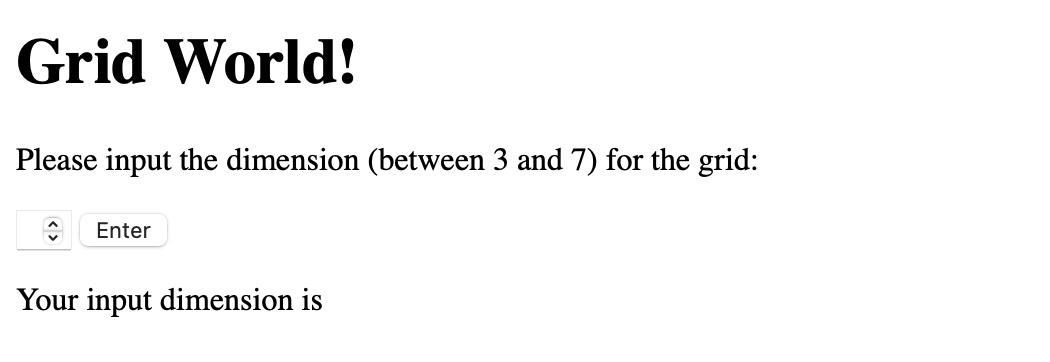 Grid World!
Please input the dimension (between 3 and 7) for the grid:
Enter
Your input dimension is